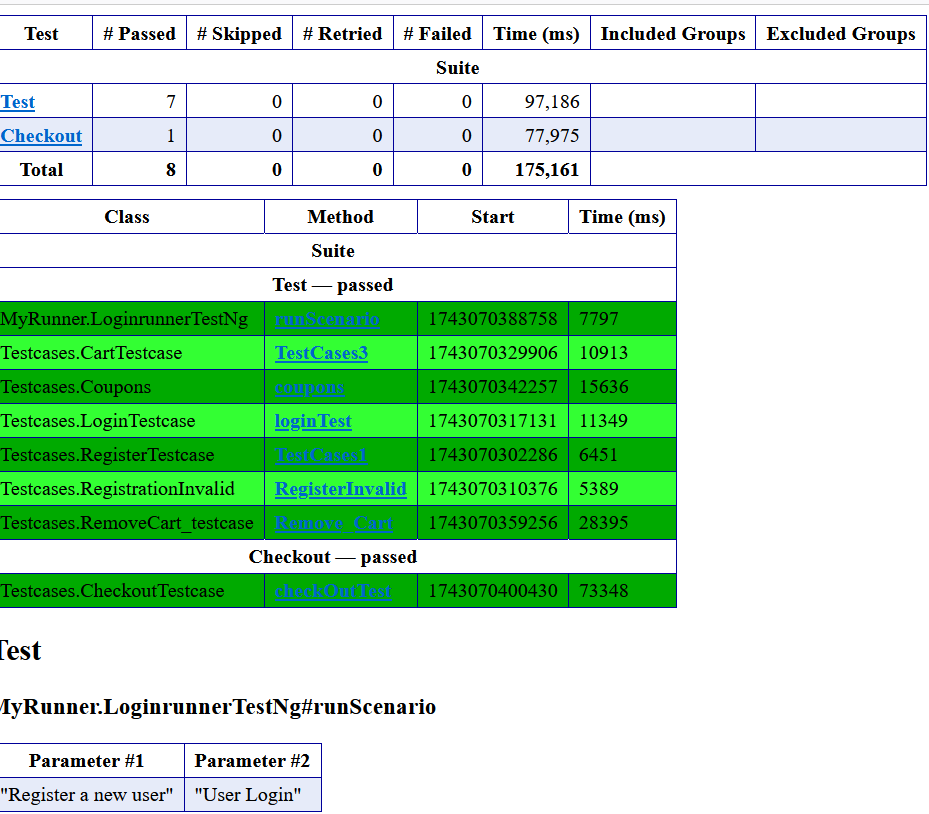 Test # Passed # Skipped # Retried # Failed Time (ms) Included Groups Excluded Groups
Suite
Test 7 0 0 0 97,186
Checkout 1 0 0 0 77,975
Total 8 0 0 0 175,161
Class Method Start Time (ms)
Suite
Test — passed
MyRunner.LoginrunnerTestNg runScenario 1743070388758 7797
Testcases.CartTestcase TestCases3 1743070329906 10913
Testcases.Coupons coupons 1743070342257 15636
Testcases.LoginTestcase loginTest 1743070317131 11349
Testcases.RegisterTestcase TestCases1 1743070302286 6451
Testcases.RegistrationInvalid RegisterInvalid 1743070310376 5389
Testcases.RemoveCart_testcase Remove_Cart 1743070359256 28395
Checkout — passed
Testcases.CheckoutTestcase checkOutTest 1743070400430 73348
Test
MyRunner.LoginrunnerTestNg#runScenario
Parameter #1 Parameter #2
"Register a new user" "User Login"